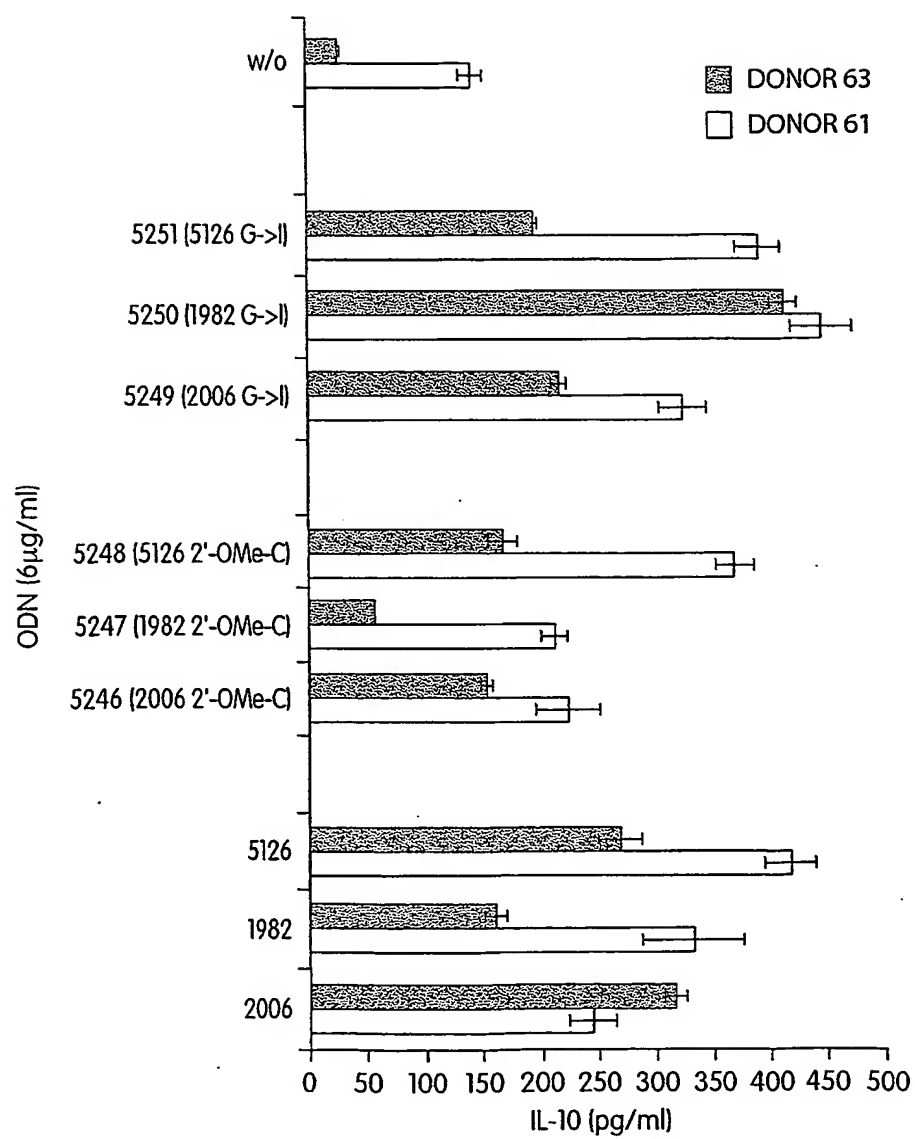 w/o
DONOR 63
DONOR 61
5251 (5126 G->I)
5250 (1982 G->I)
5249 (2006 G->I)
5248 (5126 2'-OMe-C)
5247 (1982 2'-OMe-C)
5246 (2006 2'-OMe-C)
5126
1982
2006
ODN (6µg/ml)
0 50 100 150 200 250 300 350 400 450 500
IL-10 (pg/ml)